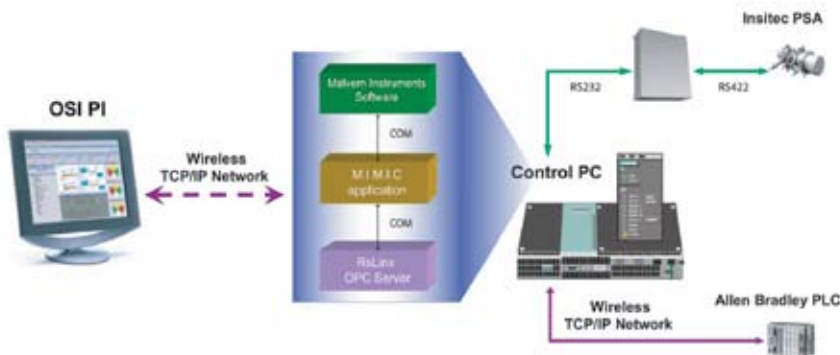 Insitec PSA
OSI PI
Malvern Instruments
Software
RS232
RS422
COM
Wireless
TCP/IP Network
M.I.M.I.C
application
Control PC
COM
RsLinx
OPC Server
Wireless
TCP/IP Network
Allen Bradley PLC